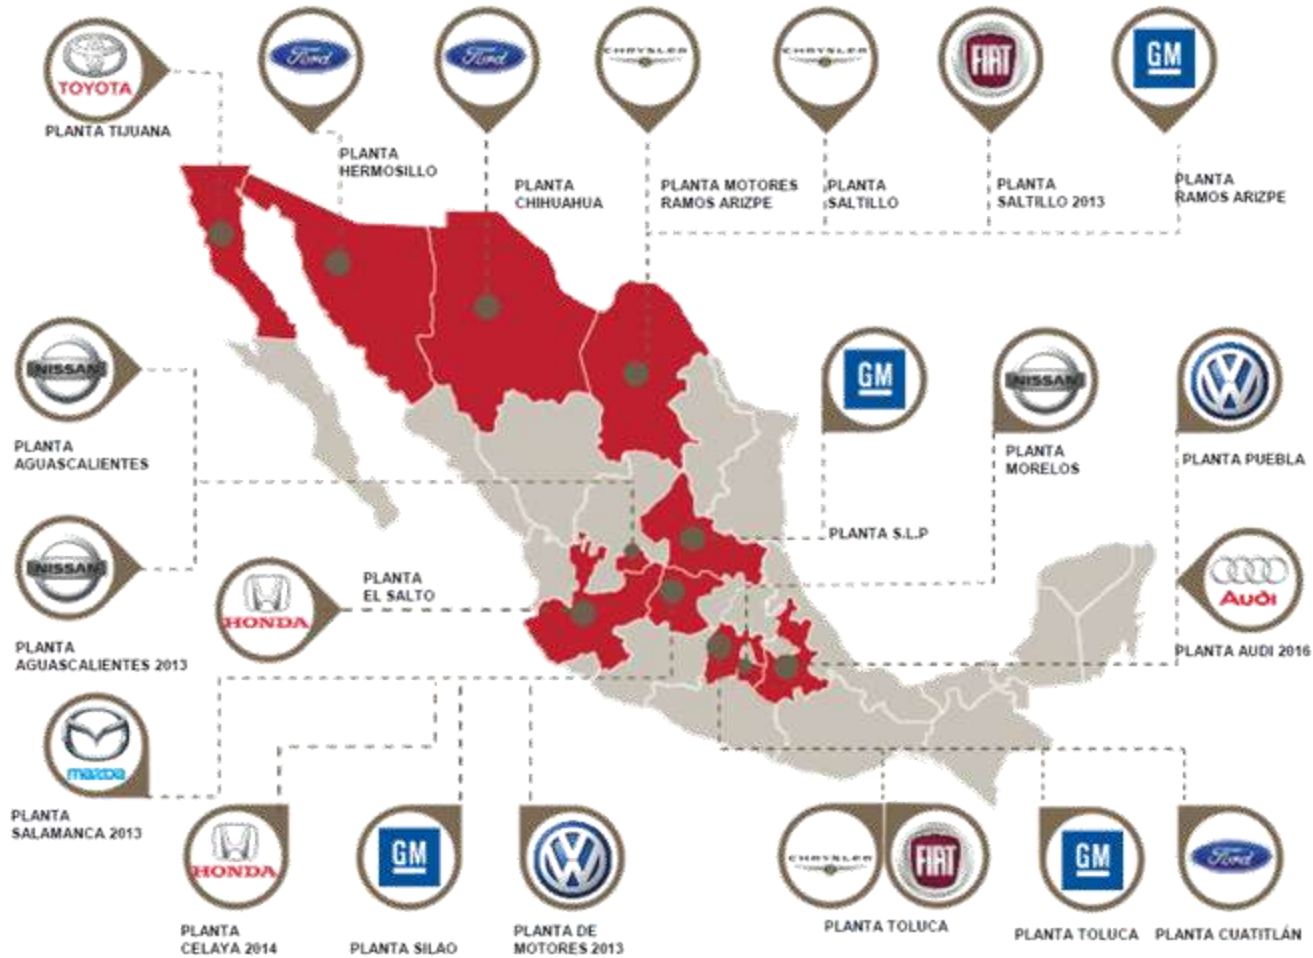 TOYOTA
PLANTA TIJUANA
Ford
PLANTA
HERMOSILLO
Ford
PLANTA
CHIHUAHUA
CHRYSLER
PLANTA MOTORES
RAMOS ARIZPE
CHRYSLER
PLANTA
SALTILLO
FIAT
PLANTA
SALTILLO 2013
GM
PLANTA
RAMOS ARIZPE
NISSAN
PLANTA
AGUASCALIENTES
GM
PLANTA S.L.P
NISSAN
PLANTA
MORELOS
VW
PLANTA PUEBLA
NISSAN
PLANTA
AGUASCALIENTES 2013
HONDA
PLANTA
EL SALTO
Audi
PLANTA AUDI 2016
mazda
PLANTA
SALAMANCA 2013
HONDA
PLANTA
CELAYA 2014
GM
PLANTA SILAO
VW
PLANTA DE
MOTORES 2013
CHRYSLER
FIAT
PLANTA TOLUCA
GM
PLANTA TOLUCA
Ford
PLANTA CUATITLÁN